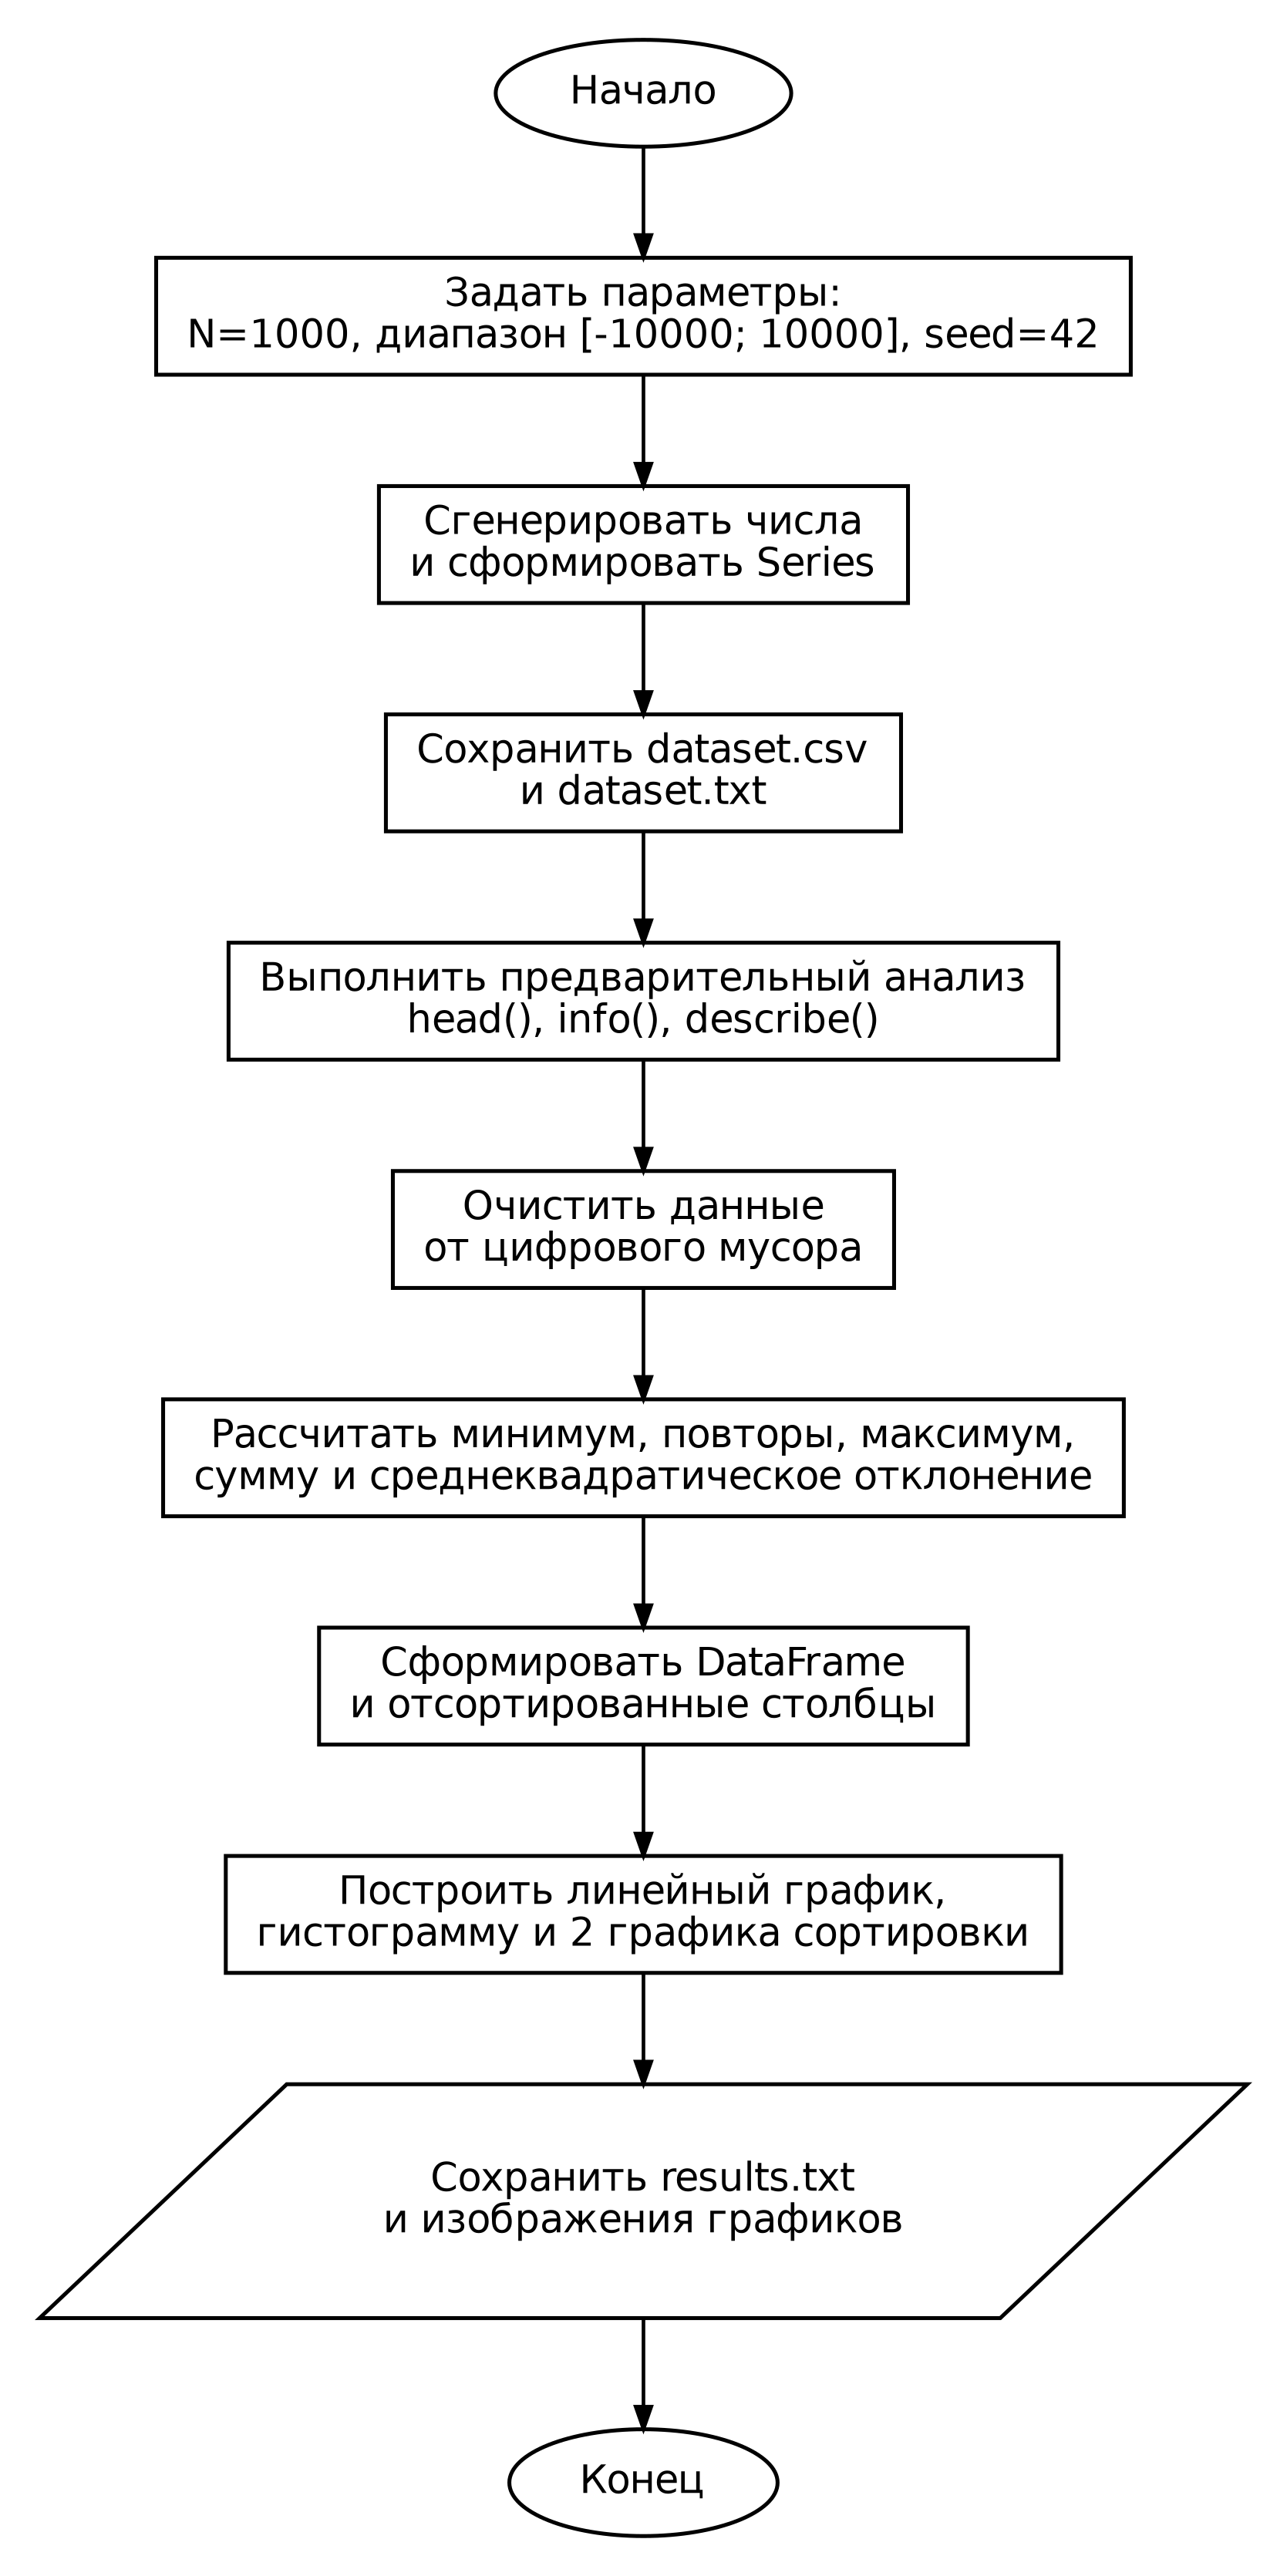 Начало
Задать параметры:
N=1000, диапазон [-10000; 10000], seed=42
Сгенерировать числа
и сформировать Series
Сохранить dataset.csv
и dataset.txt
Выполнить предварительный анализ
head(), info(), describe()
Очистить данные
от цифрового мусора
Рассчитать минимум, повторы, максимум,
сумму и среднеквадратическое отклонение
Сформировать DataFrame
и отсортированные столбцы
Построить линейный график,
гистограмму и 2 графика сортировки
Сохранить results.txt
и изображения графиков
Конец